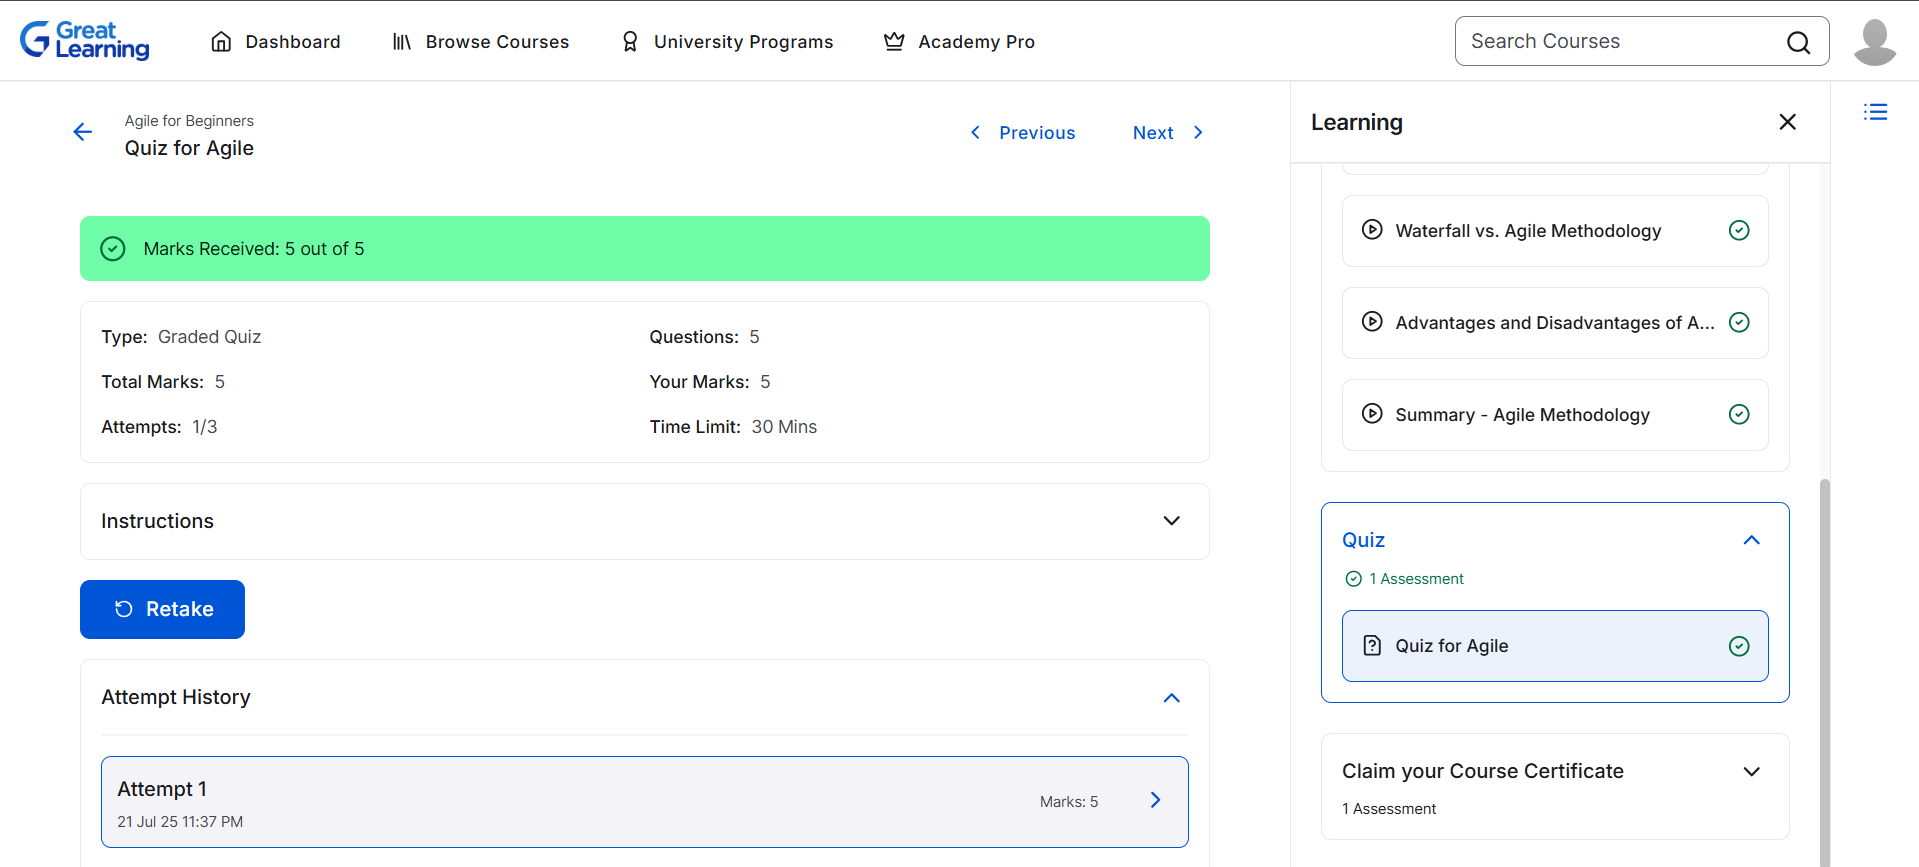 Great
Learning
Dashboard
Browse Courses
University Programs
Academy Pro
Search Courses
Agile for Beginners
Quiz for Agile
Previous
Next
Marks Received: 5 out of 5
Type: Graded Quiz
Questions: 5
Total Marks: 5
Your Marks: 5
Attempts: 1/3
Time Limit: 30 Mins
Instructions
Retake
Attempt History
Attempt 1
21 Jul 25 11:37 PM
Marks: 5
Learning
Waterfall vs. Agile Methodology
Advantages and Disadvantages of A...
Summary - Agile Methodology
Quiz
1 Assessment
Quiz for Agile
Claim your Course Certificate
1 Assessment